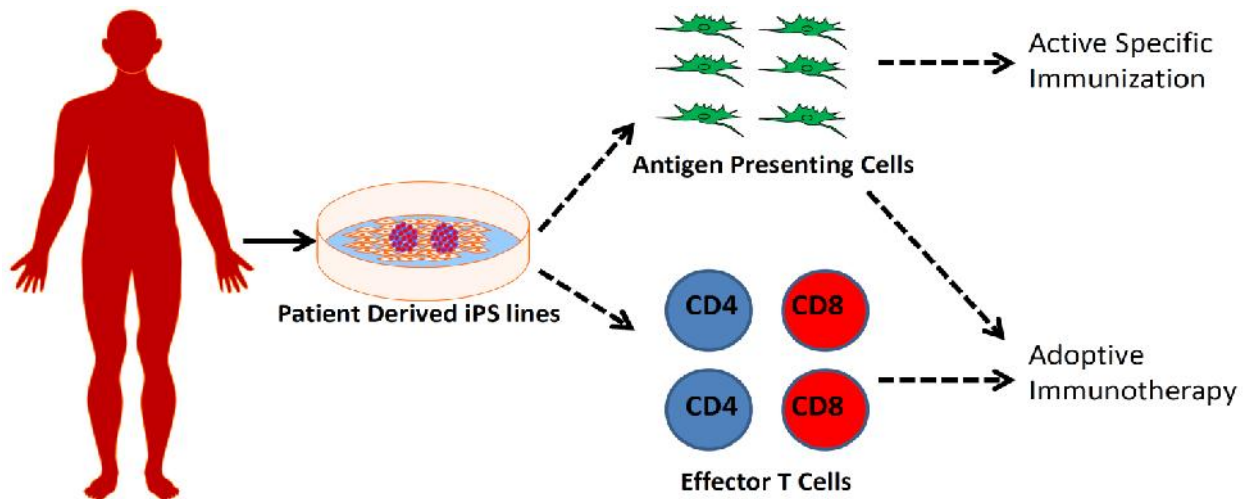 Active Specific
Immunization
Antigen Presenting Cells
Patient Derived iPS lines
CD4
CD8
CD4
CD8
Adoptive
Immunotherapy
Effector T Cells